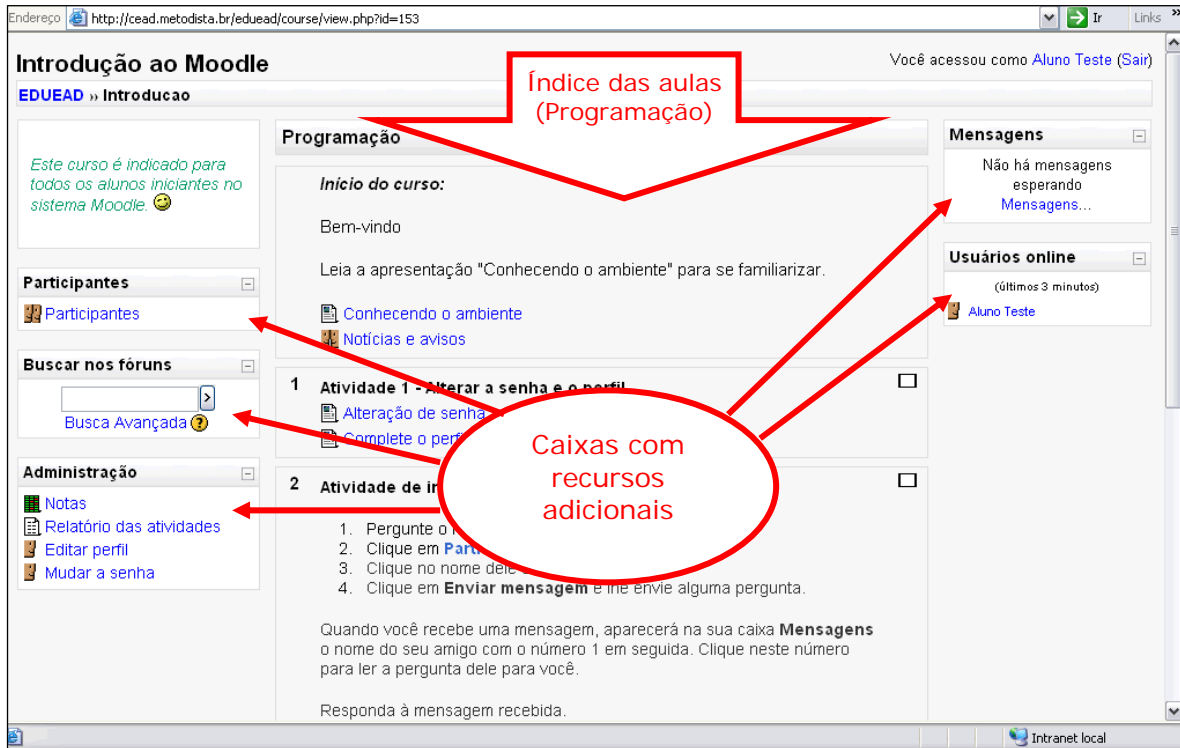 Endereço http://cead.metodista.br/eduead/course/view.php?id=153 Ir Links »
Introdução ao Moodle
Você acessou como Aluno Teste (Sair)
EDUEAD » Introducao
Índice das aulas
(Programação)
Este curso é indicado para
todos os alunos iniciantes no
sistema Moodle.
Participantes
Participantes
Buscar nos fóruns
Busca Avançada
Administração
Notas
Relatório das atividades
Editar perfil
Mudar a senha
Programação
Início do curso:
Bem-vindo
Leia a apresentação "Conhecendo o ambiente" para se familiarizar.
Conhecendo o ambiente
Notícias e avisos
1 Atividade 1 - Alterar a senha e o perfil
Alteração de senha
Complete o
2 Atividade de
1. Pergunte o
2. Clique em
3. Clique no nome dele
4. Clique em Enviar mensagem e lhe envie alguma pergunta.
Quando você recebe uma mensagem, aparecerá na sua caixa Mensagens
o nome do seu amigo com o número 1 em seguida. Clique neste número
para ler a pergunta dele para você.
Responda à mensagem recebida.
Caixas com
recursos
adicionais
Mensagens
Não há mensagens
esperando
Mensagens...
Usuários online
(últimos 3 minutos)
Aluno Teste
Intranet local